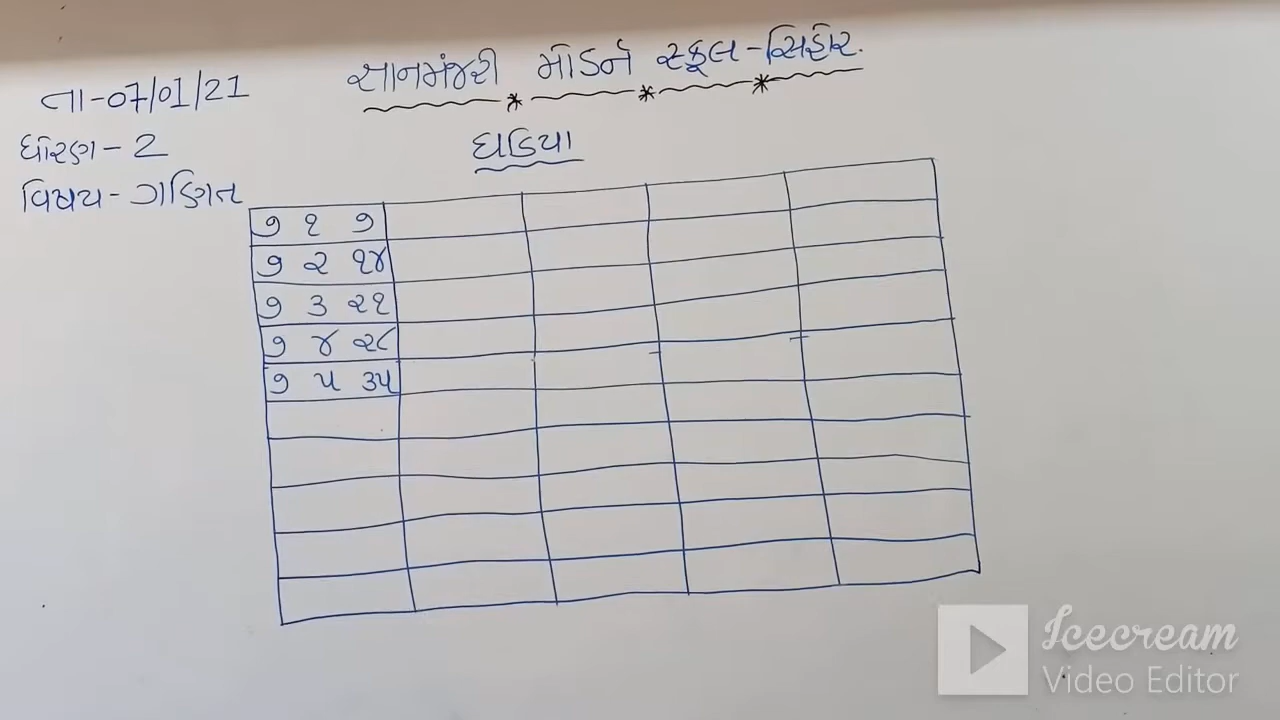 જ્ઞાનમંજરી મોડર્ન સ્કૂલ-સિહોર.
તા-07/01/21
ધોરણ-2
વિષય-ગણિત
ઘડિયા
૭ ૧ ૭
૭ ૨ ૧૪
૭ ૩ ૨૧
૭ ૪ ૨૮
૭ ૫ ૩૫
Icecream
Video Editor